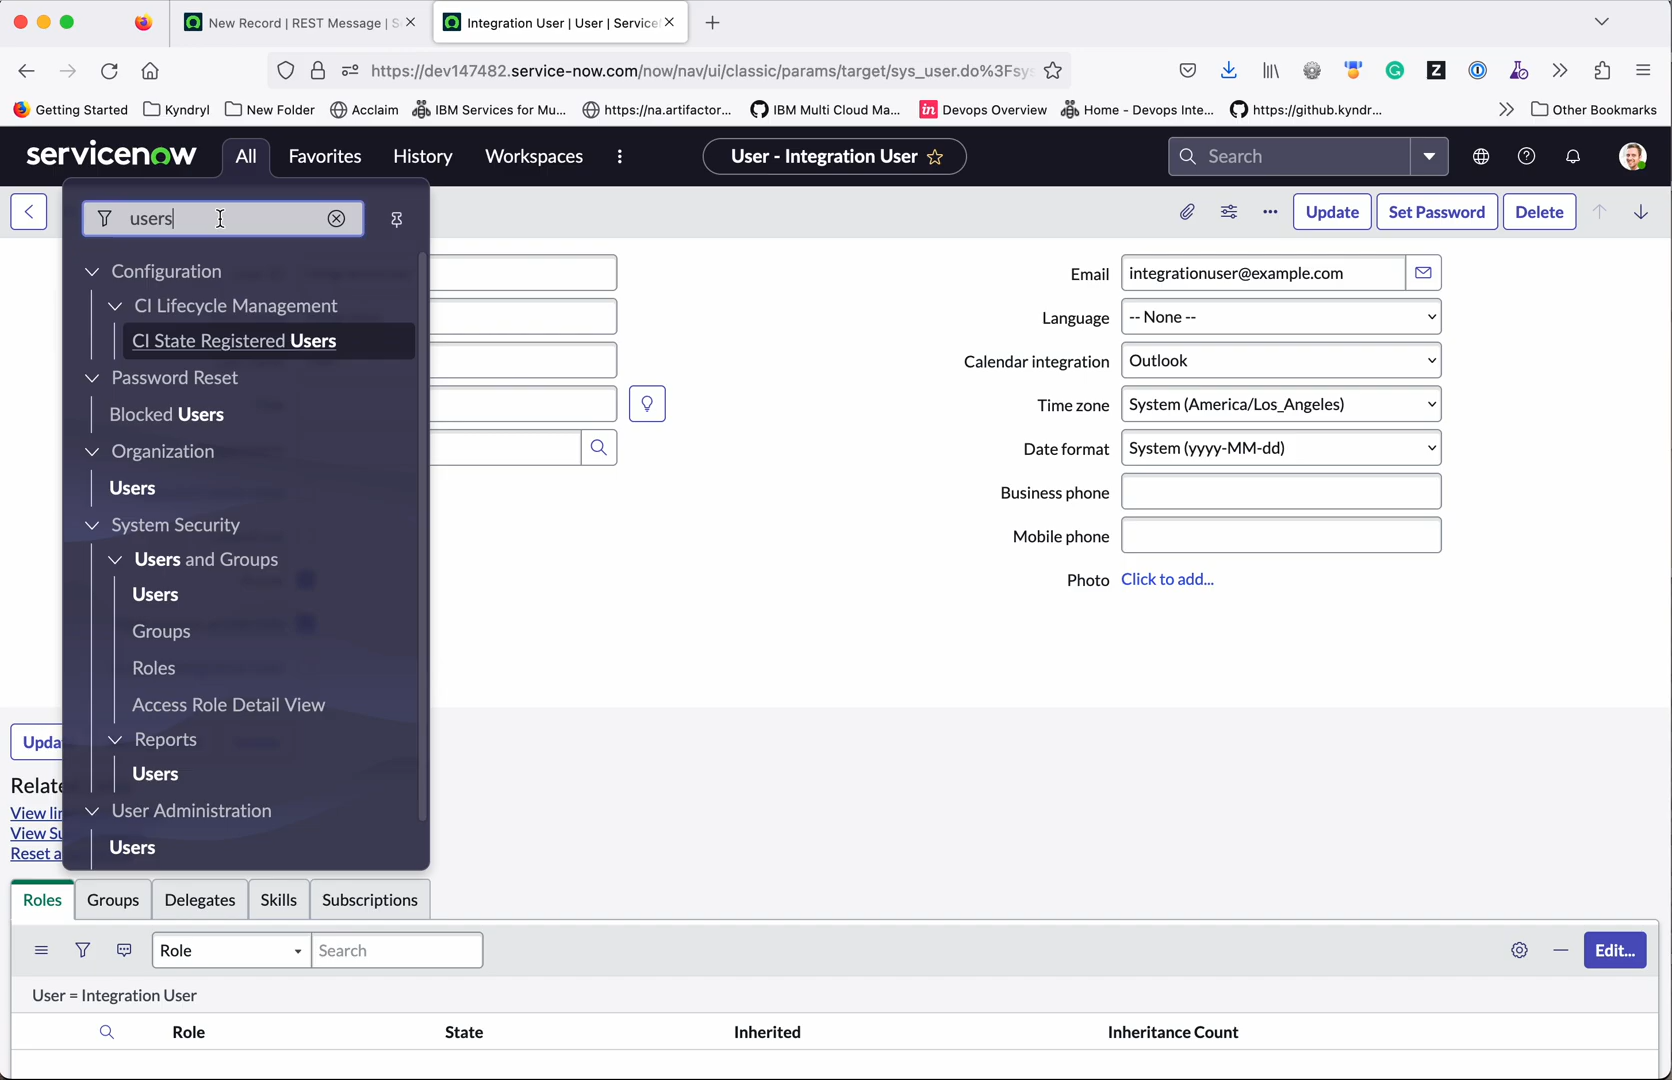 New Record | REST Message | S
Integration User | User | Service
https://dev147482.service-now.com/now/nav/ui/classic/params/target/sys_user.do%3Fsys
Getting Started
Kyndryl
New Folder
Acclaim
IBM Services for Mu...
https://na.artifactor...
IBM Multi Cloud Ma...
in Devops Overview
Home - Devops Inte...
https://github.kyndr...
Other Bookmarks
servicenow
All
Favorites
History
Workspaces
User - Integration User
Search
users
Update
Set Password
Delete
Configuration
CI Lifecycle Management
CI State Registered Users
Password Reset
Blocked Users
Organization
Users
System Security
Users and Groups
Users
Groups
Roles
Access Role Detail View
Reports
Users
User Administration
Users
Email
integrationuser@example.com
Language
-- None --
Calendar integration
Outlook
Time zone
System (America/Los_Angeles)
Date format
System (yyyy-MM-dd)
Business phone
Mobile phone
Photo
Click to add...
Upda
Relate
View lin
View Su
Reset a
Roles
Groups
Delegates
Skills
Subscriptions
Role
Search
Edit...
User = Integration User
Role
State
Inherited
Inheritance Count